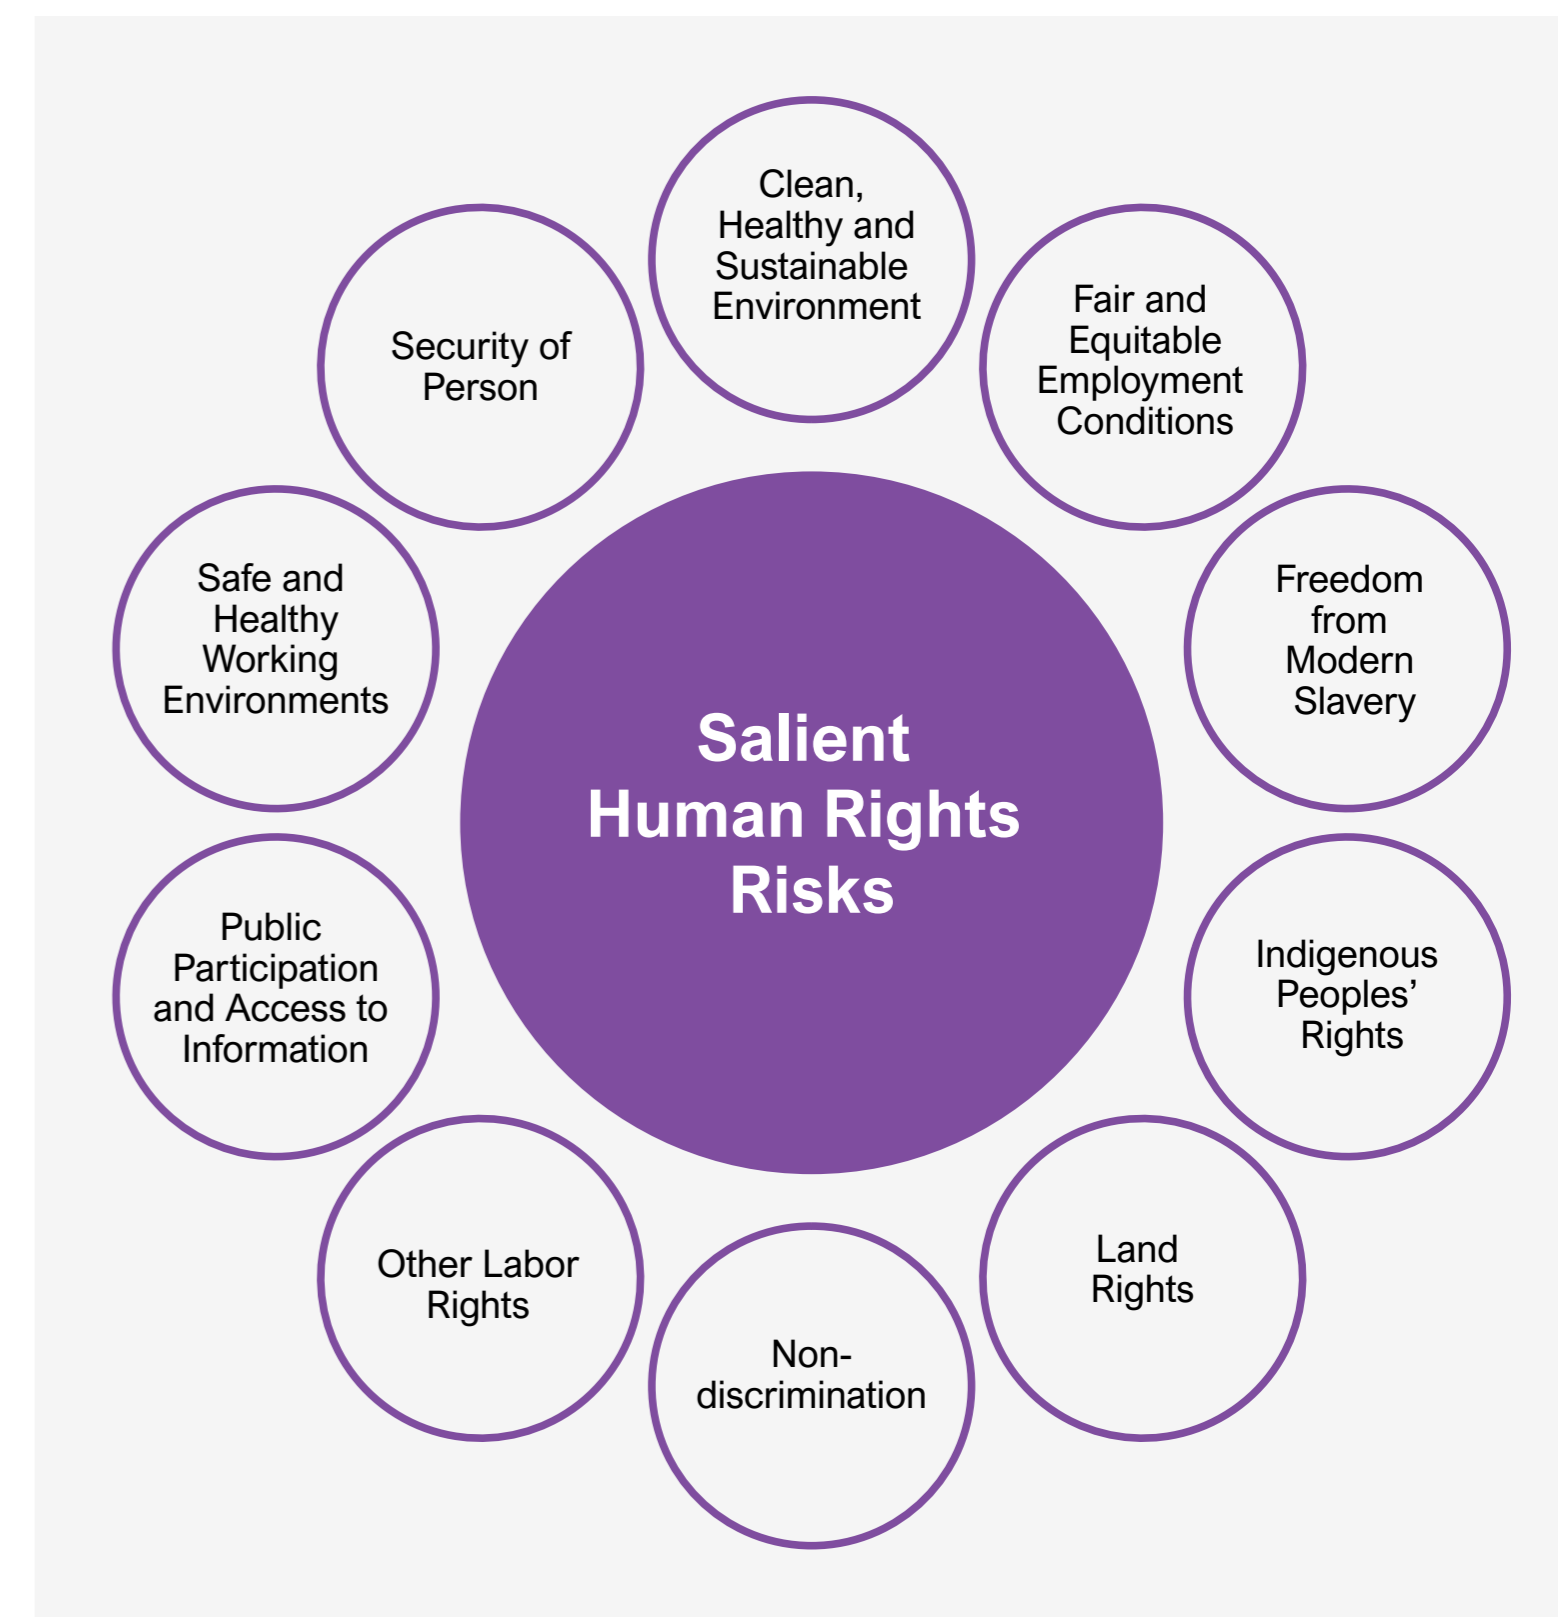 Clean,
Healthy and
Sustainable
Environment
Fair and
Equitable
Employment
Conditions
Freedom
from
Modern
Slavery
Indigenous
Peoples’
Rights
Land
Rights
Non-
discrimination
Other Labor
Rights
Public
Participation
and Access to
Information
Safe and
Healthy
Working
Environments
Security of
Person
Salient
Human Rights
Risks